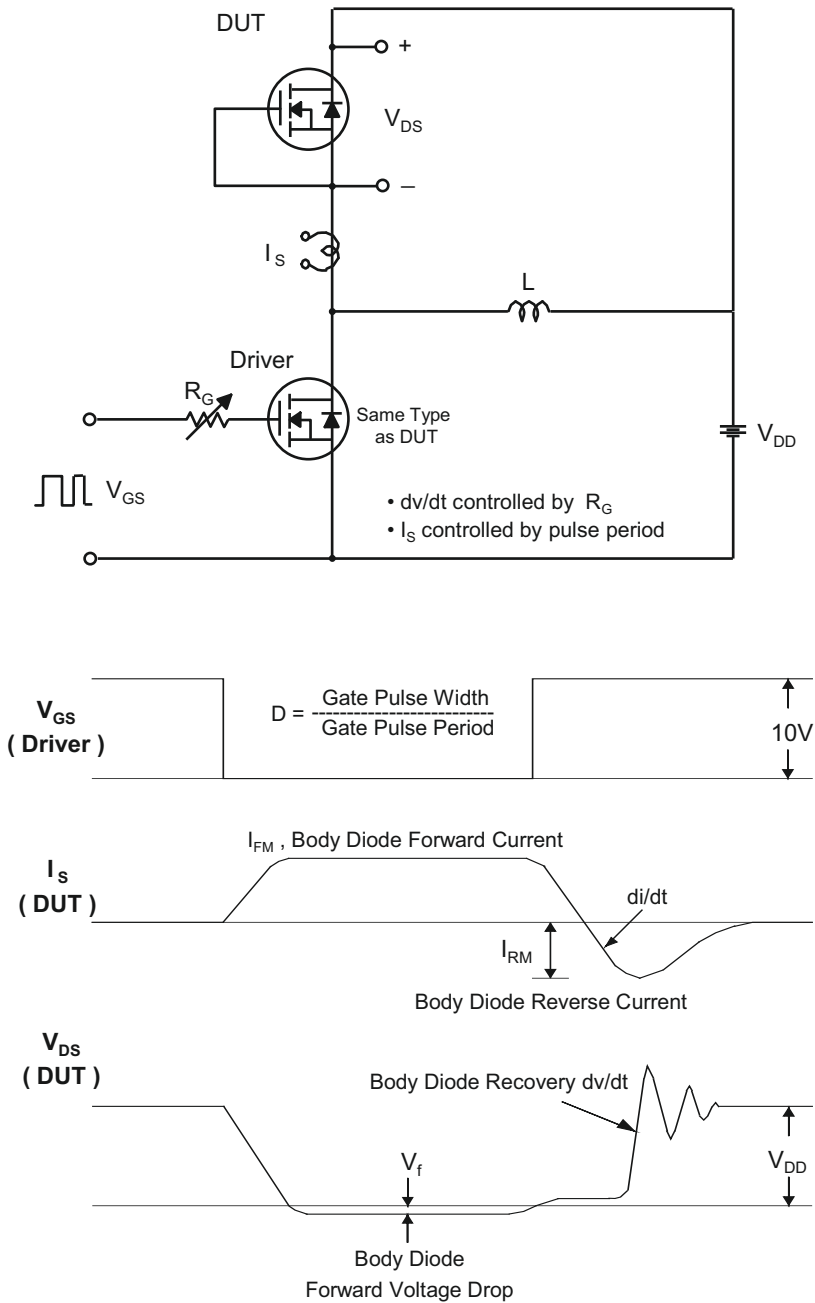 DUT
+
V_DS
–
I_S
L
Driver
R_G
Same Type
as DUT
V_DD
V_GS
• dv/dt controlled by R_G
• I_S controlled by pulse period
V_GS
( Driver )
D = Gate Pulse Width
--------------------------
Gate Pulse Period
10V
I_FM , Body Diode Forward Current
I_S
( DUT )
di/dt
I_RM
Body Diode Reverse Current
V_DS
( DUT )
Body Diode Recovery dv/dt
V_f
V_DD
Body Diode
Forward Voltage Drop